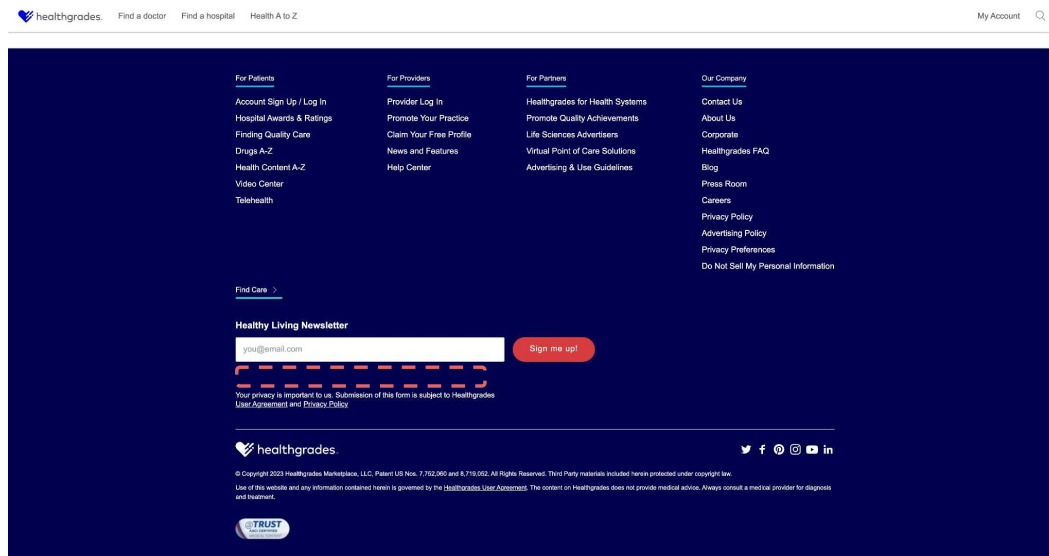 healthgrades.
Find a doctor
Find a hospital
Health A to Z
My Account
For Patients
Account Sign Up / Log In
Hospital Awards & Ratings
Finding Quality Care
Drugs A-Z
Health Content A-Z
Video Center
Telehealth
For Providers
Provider Log In
Promote Your Practice
Claim Your Free Profile
News and Features
Help Center
For Partners
Healthgrades for Health Systems
Promote Quality Achievements
Life Sciences Advertisers
Virtual Point of Care Solutions
Advertising & Use Guidelines
Our Company
Contact Us
About Us
Corporate
Healthgrades FAQ
Blog
Press Room
Careers
Privacy Policy
Advertising Policy
Privacy Preferences
Do Not Sell My Personal Information
Find Care >
Healthy Living Newsletter
you@email.com
Sign me up!
Your privacy is important to us. Submission of this form is subject to Healthgrades
User Agreement and Privacy Policy
healthgrades.
© Copyright 2023 Healthgrades Marketplace, LLC, Patent US Nos. 7,752,060 and 8,719,052. All Rights Reserved. Third Party materials included herein protected under copyright law.
Use of this website and any information contained herein is governed by the Healthgrades User Agreement. The content on Healthgrades does not provide medical advice. Always consult a medical provider for diagnosis
and treatment.
TRUST